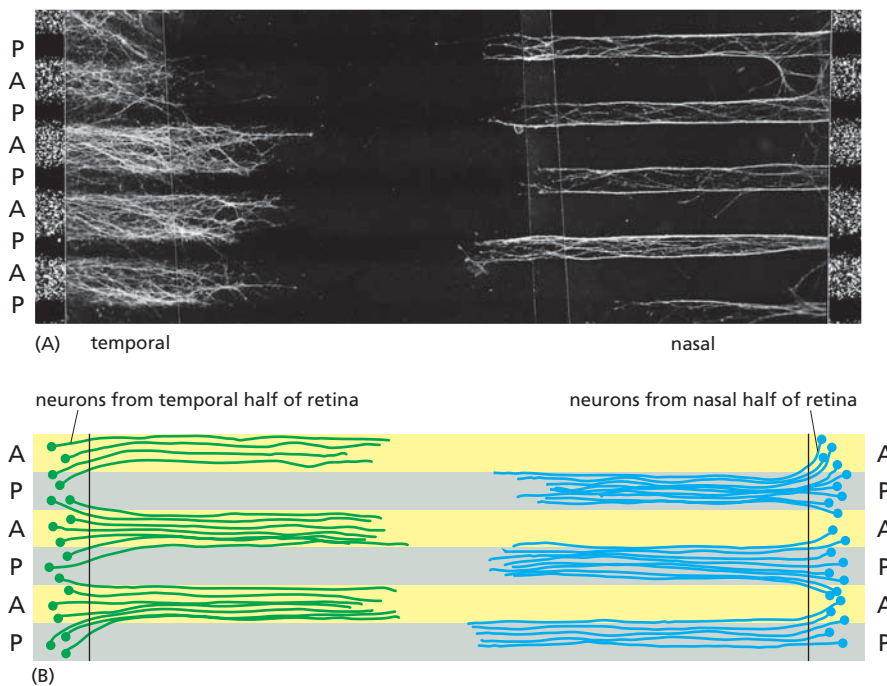 P
A
P
A
P
A
P
A
P
(A) temporal nasal
neurons from temporal half of retina neurons from nasal half of retina
A A
P P
A A
P P
A A
P P
(B)